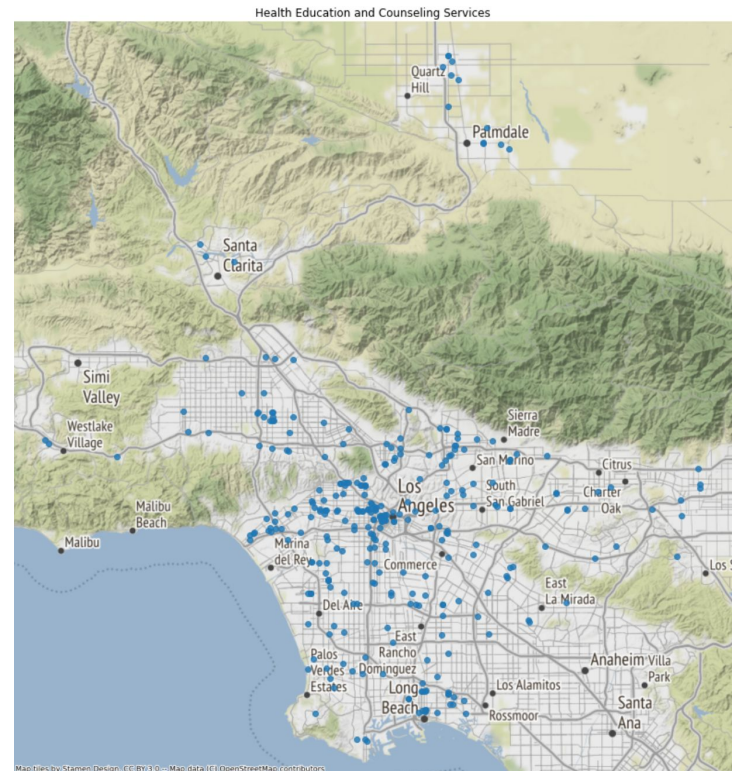 Health Education and Counseling Services
Quartz
Hill
Palmdale
Santa
Clarita
Simi
Valley
Westlake
Village
Sierra
Madre
San Marino
Citrus
Los
Angeles
South
San Gabriel
Charter
Oak
Malibu
Beach
Malibu
Marina
del Rey
Commerce
Los S
East
La Mirada
Del Aire
East
Rancho
Dominguez
Palos
Verdes
Estates
Anaheim
Villa
Park
Long
Beach
Los Alamitos
Rossmoor
Santa
Ana
Map tiles by Stamen Design, CC BY 3.0 -- Map data (C) OpenStreetMap contributors